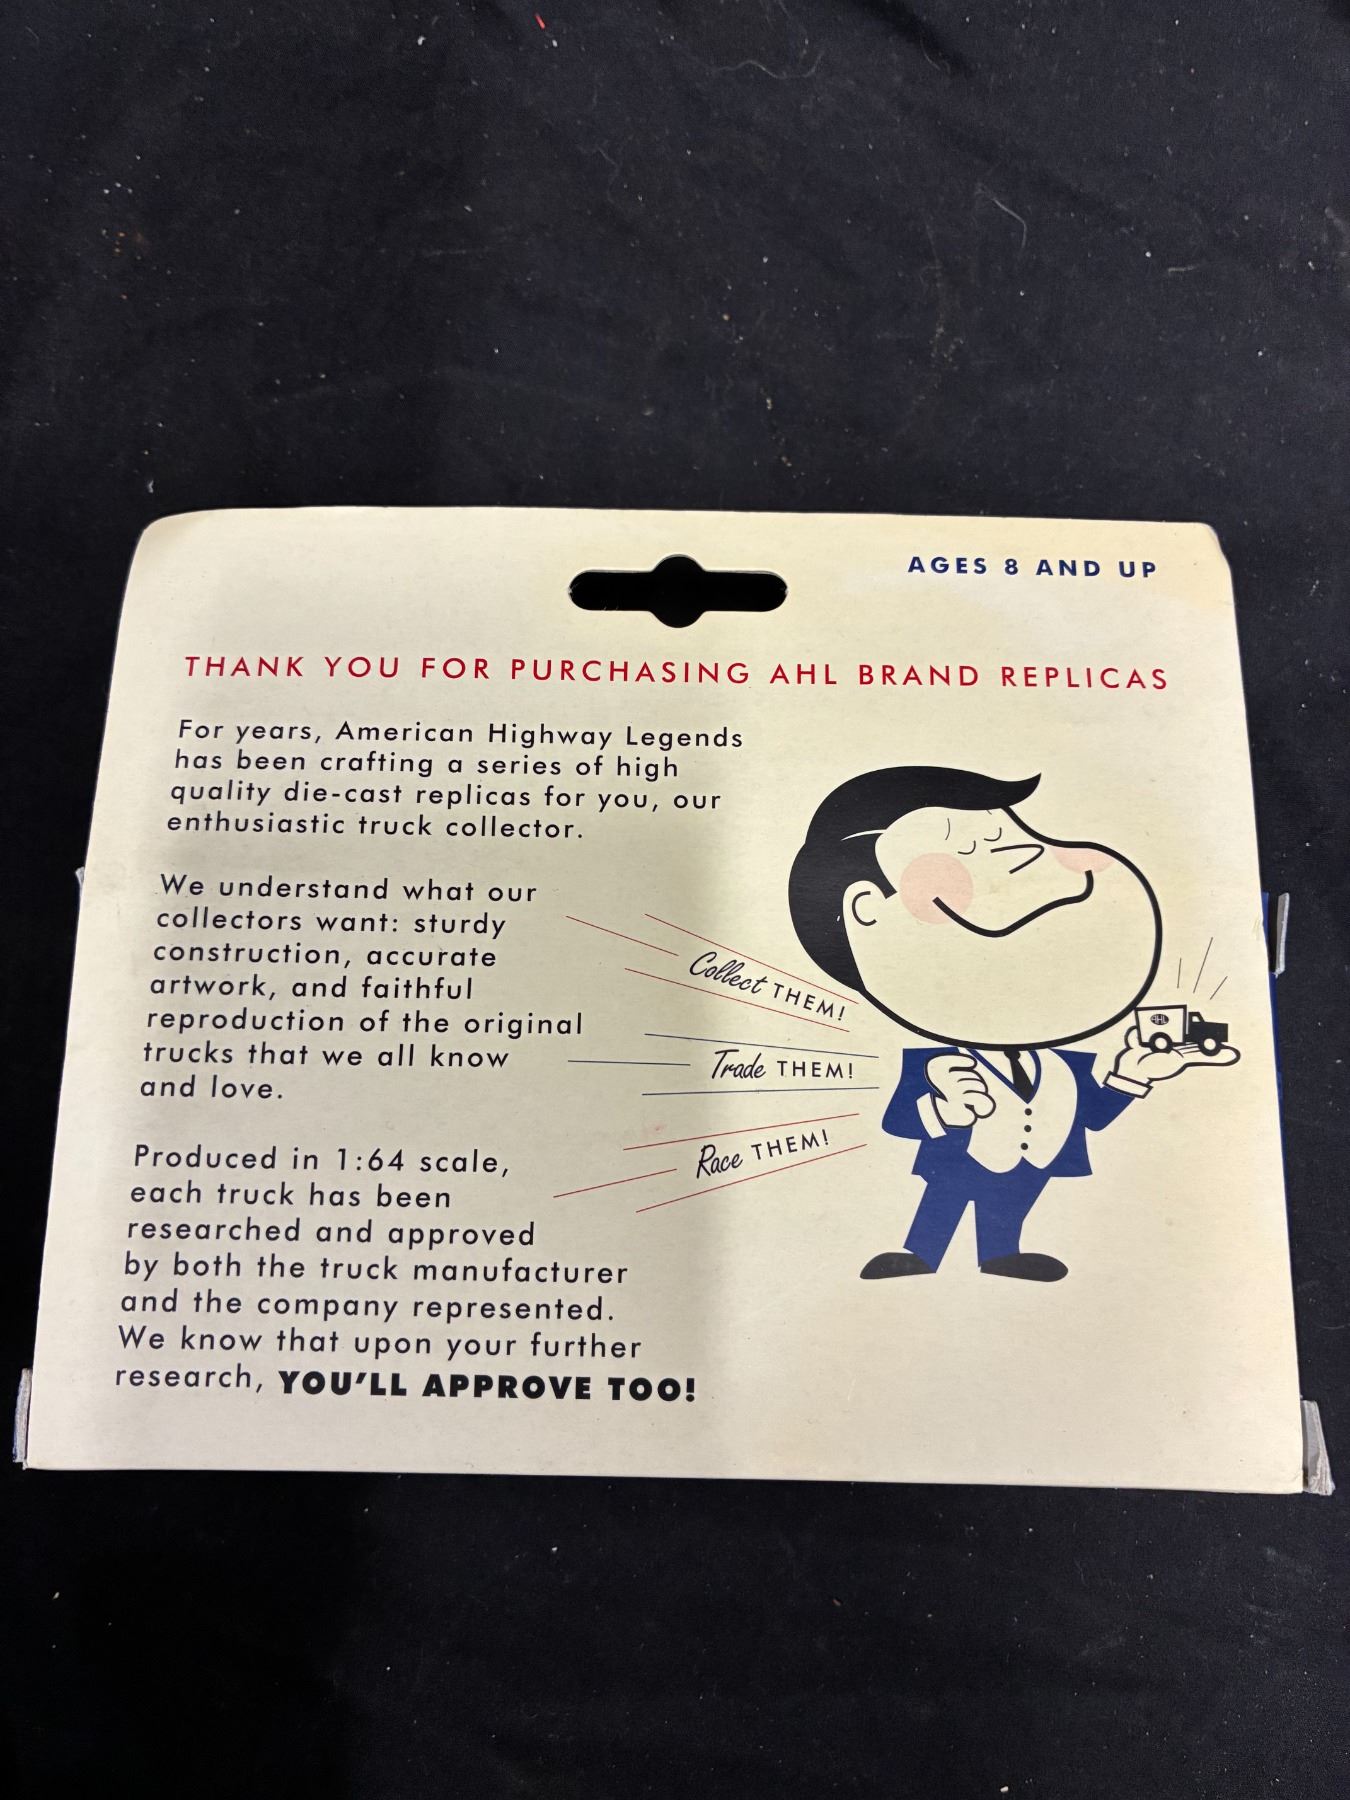 AGES 8 AND UP
THANK YOU FOR PURCHASING AHL BRAND REPLICAS
For years, American Highway Legends
has been crafting a series of high
quality die-cast replicas for you, our
enthusiastic truck collector.
We understand what our
collectors want: sturdy
construction, accurate
artwork, and faithful
reproduction of the original
trucks that we all know
and love.
Collect THEM!
Trade THEM!
Race THEM!
AHL
Produced in 1:64 scale,
each truck has been
researched and approved
by both the truck manufacturer
and the company represented.
We know that upon your further
research, YOU'LL APPROVE TOO!